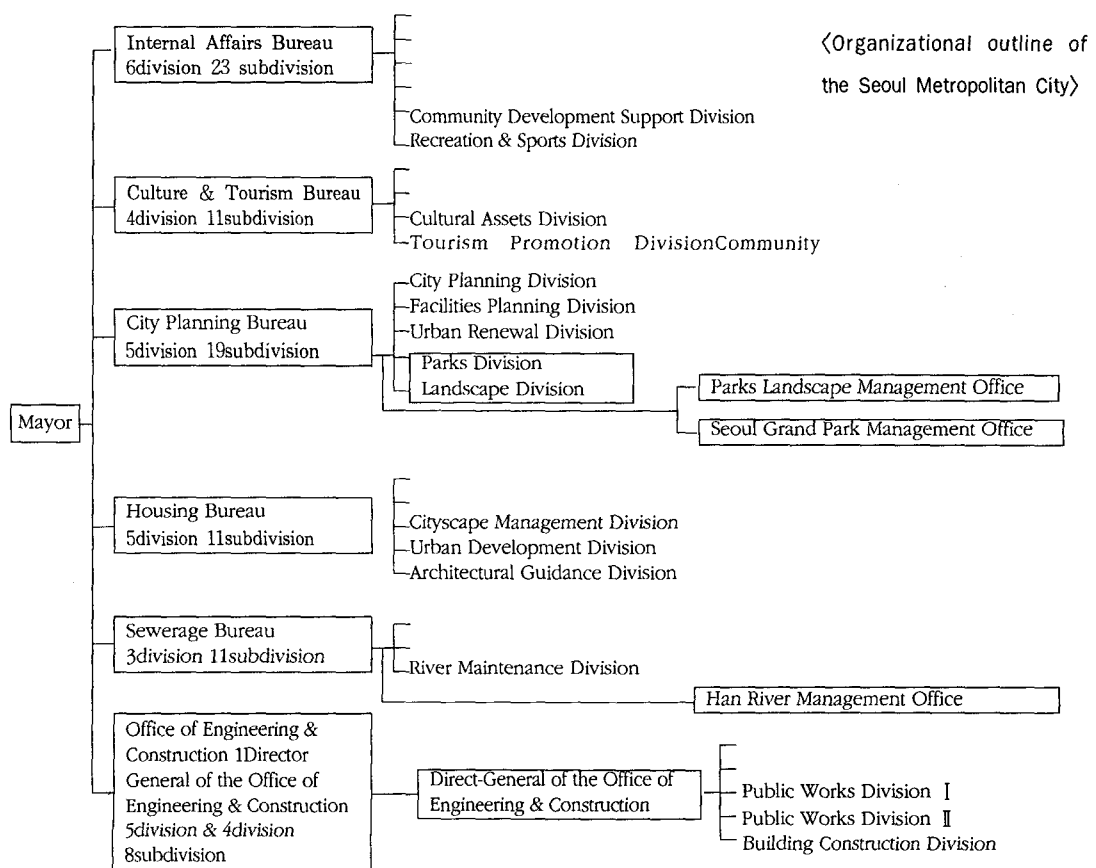 〈Organizational outline of
the Seoul Metropolitan City〉
Mayor
Internal Affairs Bureau
6division 23 subdivision
Community Development Support Division
Recreation & Sports Division
Culture & Tourism Bureau
4division 11subdivision
Cultural Assets Division
Tourism Promotion DivisionCommunity
City Planning Bureau
5division 19subdivision
City Planning Division
Facilities Planning Division
Urban Renewal Division
Parks Division
Landscape Division
Parks Landscape Management Office
Seoul Grand Park Management Office
Housing Bureau
5division 11subdivision
Cityscape Management Division
Urban Development Division
Architectural Guidance Division
Sewerage Bureau
3division 11subdivision
River Maintenance Division
Han River Management Office
Office of Engineering &
Construction 1Director
General of the Office of
Engineering & Construction
5division & 4division
8subdivision
Direct-General of the Office of
Engineering & Construction
Public Works Division Ⅰ
Public Works Division Ⅱ
Building Construction Division